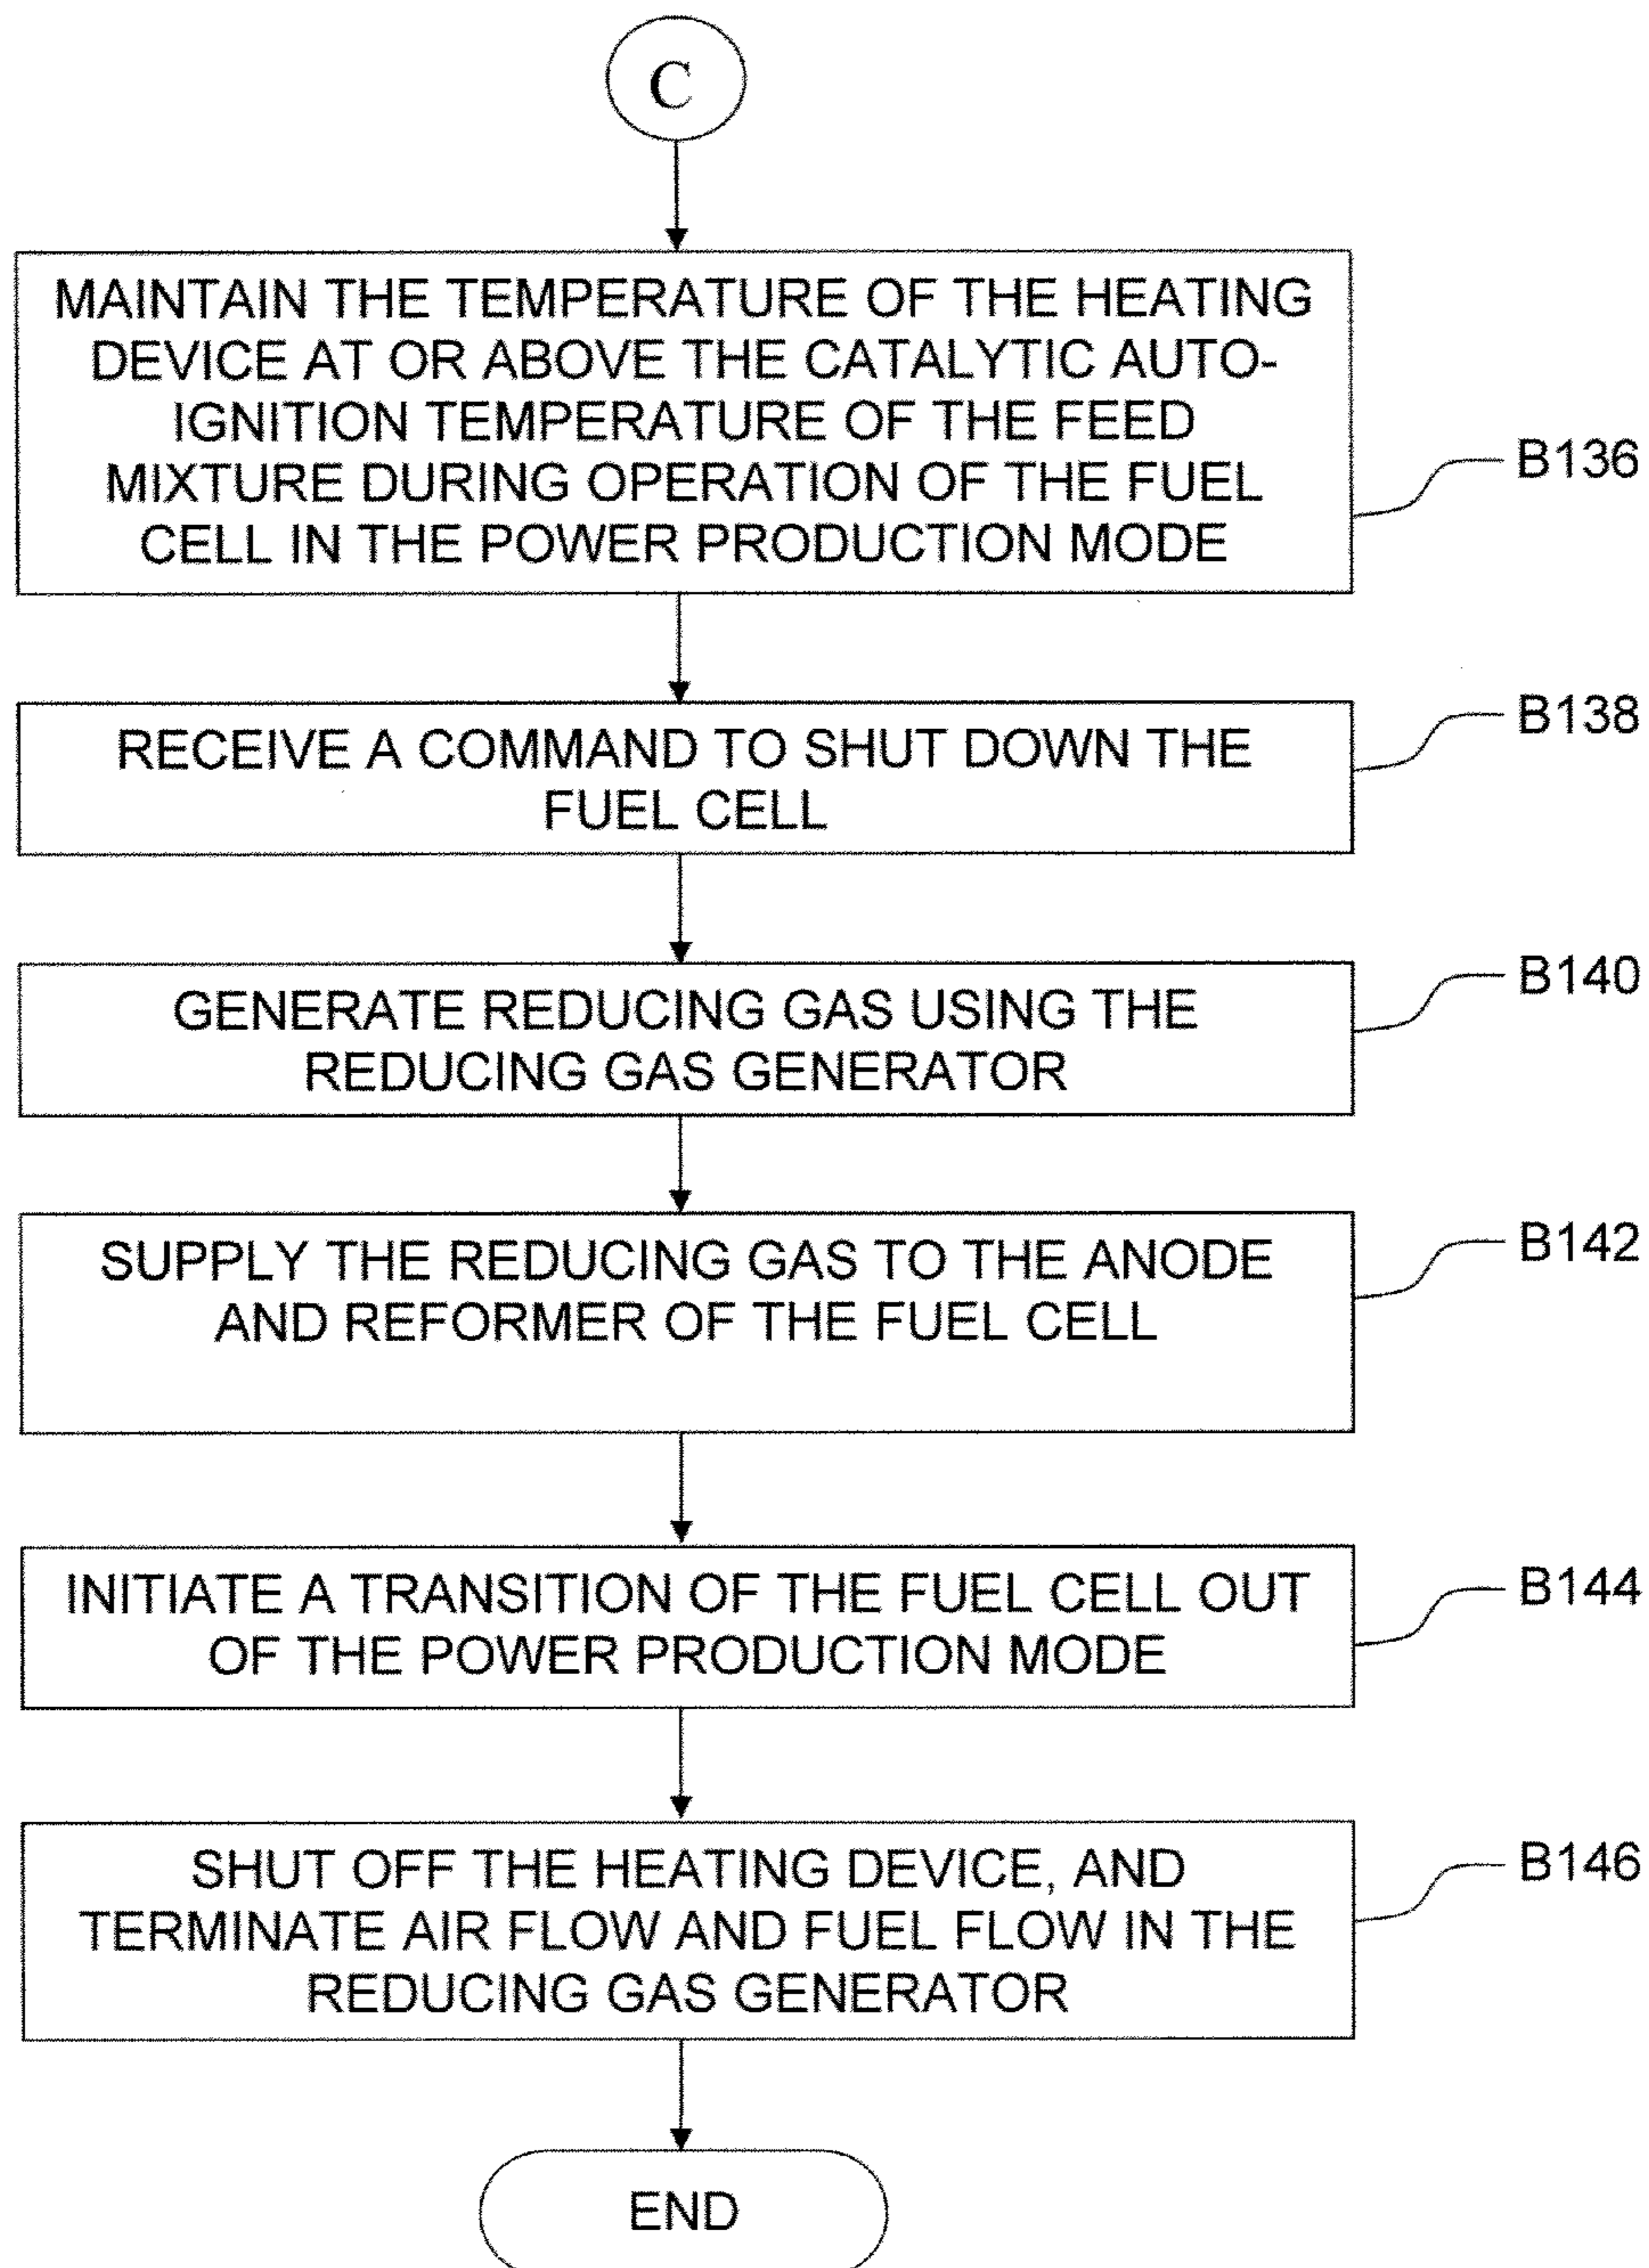 C
MAINTAIN THE TEMPERATURE OF THE HEATING
DEVICE AT OR ABOVE THE CATALYTIC AUTO-
IGNITION TEMPERATURE OF THE FEED
MIXTURE DURING OPERATION OF THE FUEL
CELL IN THE POWER PRODUCTION MODE
B136
RECEIVE A COMMAND TO SHUT DOWN THE
FUEL CELL
B138
GENERATE REDUCING GAS USING THE
REDUCING GAS GENERATOR
B140
SUPPLY THE REDUCING GAS TO THE ANODE
AND REFORMER OF THE FUEL CELL
B142
INITIATE A TRANSITION OF THE FUEL CELL OUT
OF THE POWER PRODUCTION MODE
B144
SHUT OFF THE HEATING DEVICE, AND
TERMINATE AIR FLOW AND FUEL FLOW IN THE
REDUCING GAS GENERATOR
B146
END